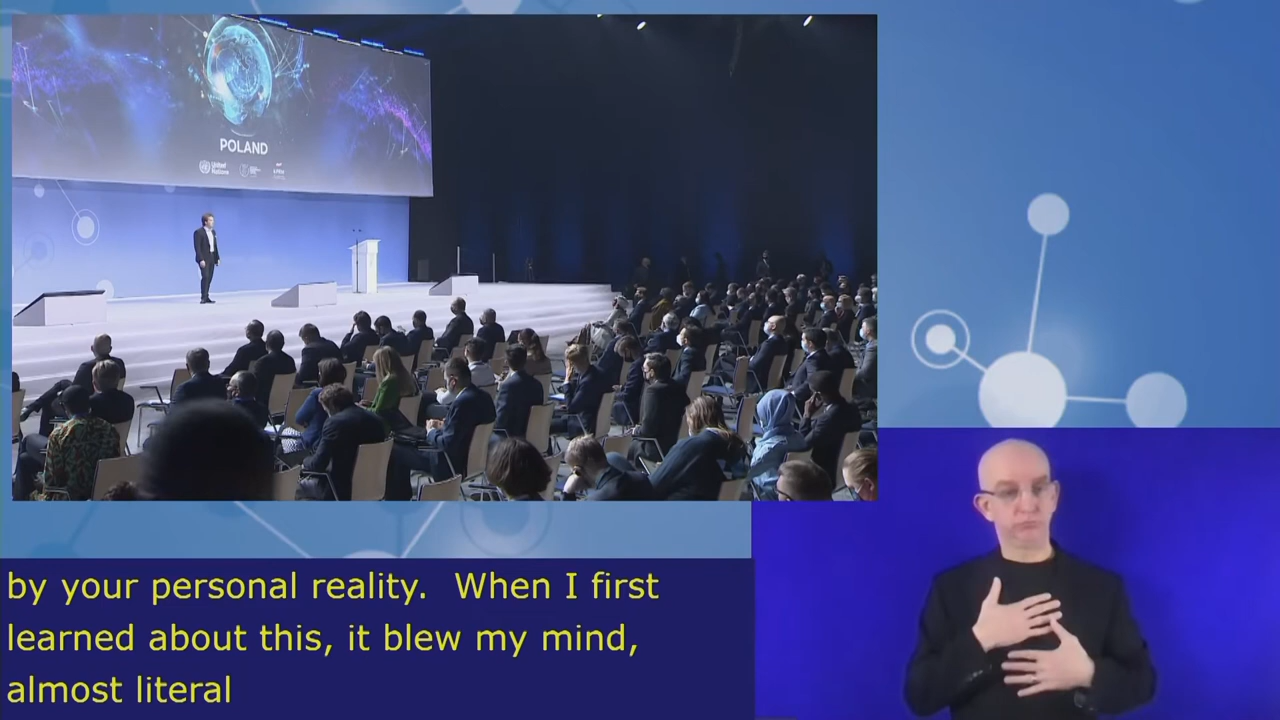 POLAND
United
Nations
by your personal reality.  When I first
learned about this, it blew my mind,
almost literal